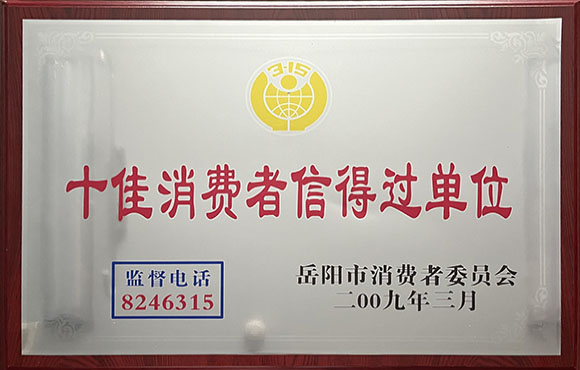 3·15
十佳消费者信得过单位
监督电话
8246315
岳阳市消费者委员会
二00九年三月